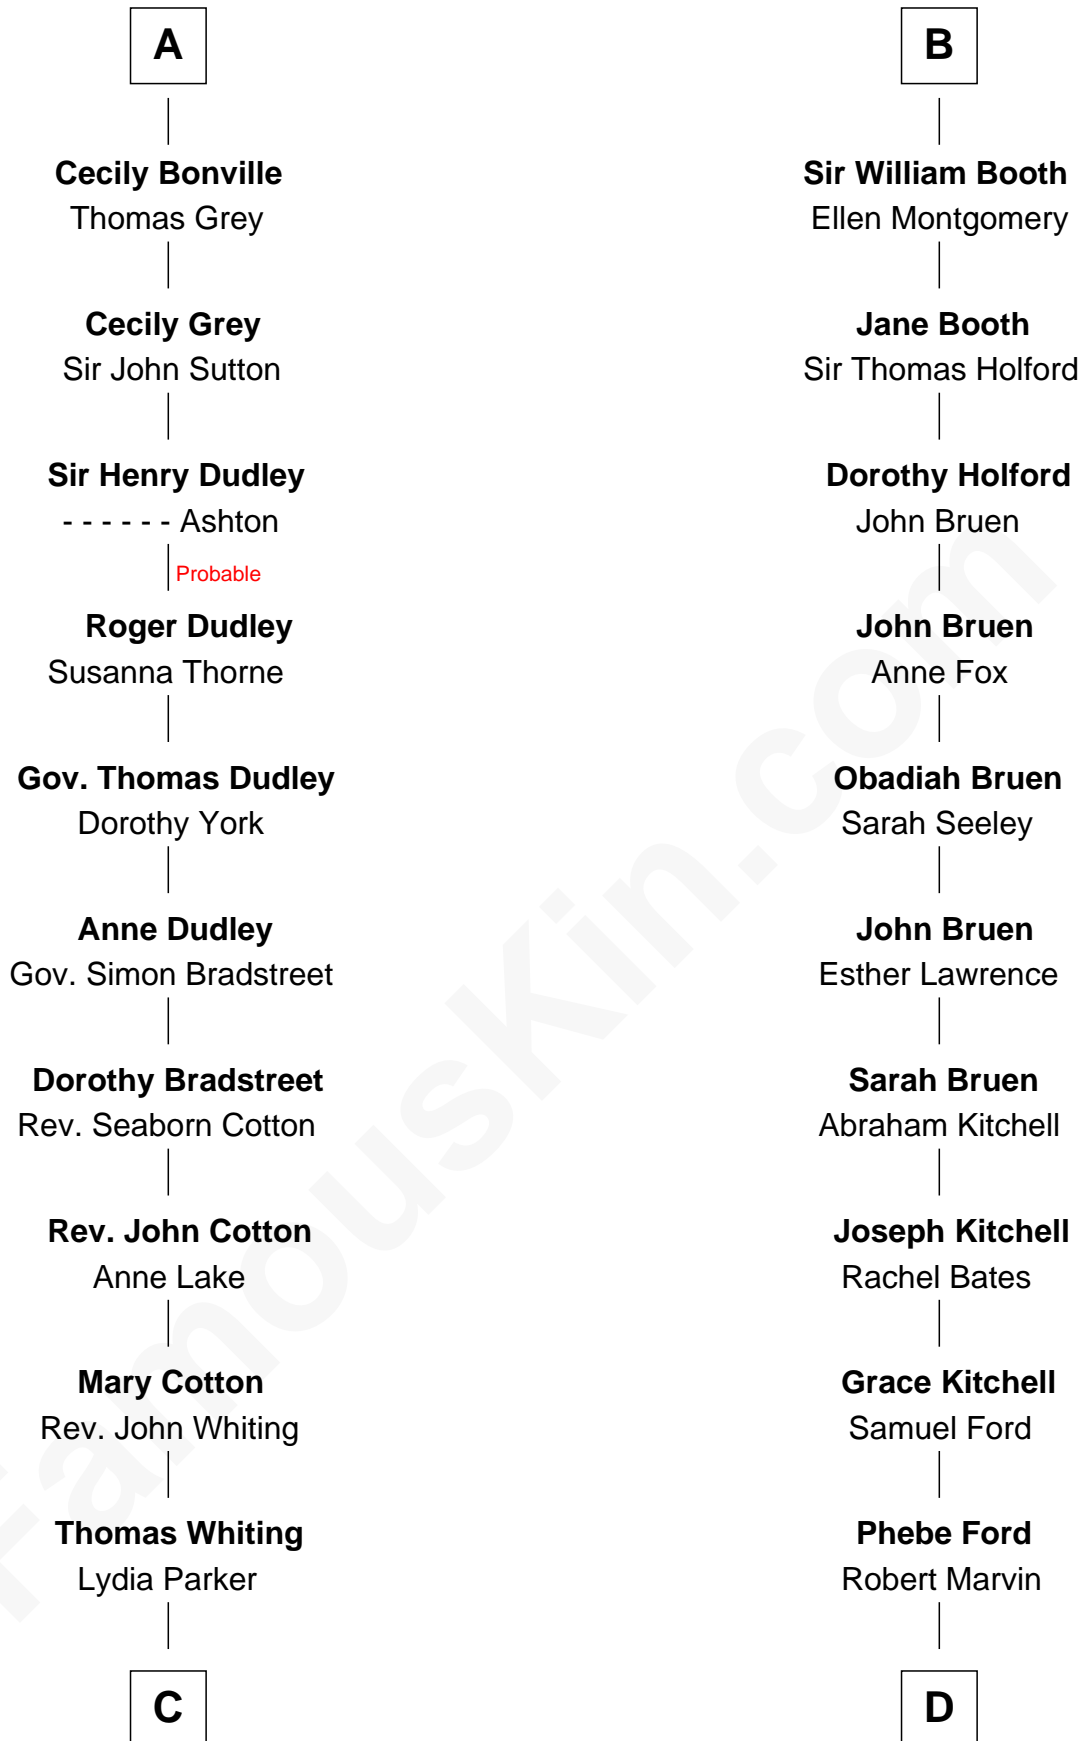 A
Cecily Bonville
Thomas Grey
Cecily Grey
Sir John Sutton
Sir Henry Dudley
- - - - - - Ashton
Probable
Roger Dudley
Susanna Thorne
Gov. Thomas Dudley
Dorothy York
Anne Dudley
Gov. Simon Bradstreet
Dorothy Bradstreet
Rev. Seaborn Cotton
Rev. John Cotton
Anne Lake
Mary Cotton
Rev. John Whiting
Thomas Whiting
Lydia Parker
C
B
Sir William Booth
Ellen Montgomery
Jane Booth
Sir Thomas Holford
Dorothy Holford
John Bruen
John Bruen
Anne Fox
Obadiah Bruen
Sarah Seeley
John Bruen
Esther Lawrence
Sarah Bruen
Abraham Kitchell
Joseph Kitchell
Rachel Bates
Grace Kitchell
Samuel Ford
Phebe Ford
Robert Marvin
D
FamousKin.com